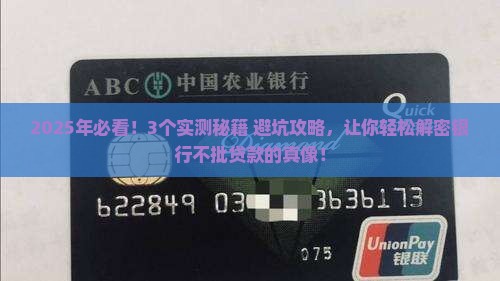 ABC 中国农业银行
Quick
2025年必看！3个实测秘籍 避坑攻略，让你轻松解密银
行不批贷款的真像！
622849 03 3636173
075
UnionPay
银联